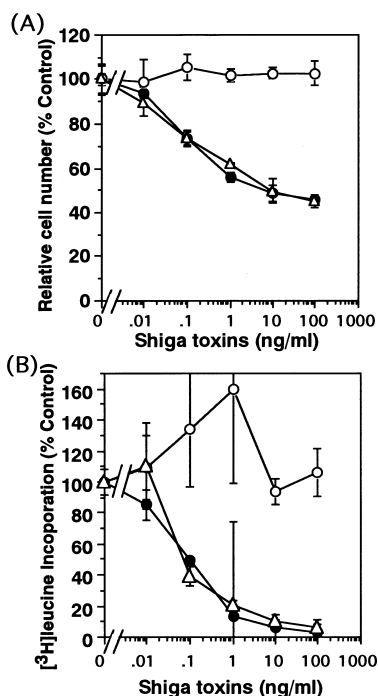 (A)
Relative cell number (% Control)
120
100
80
60
40
20
0
0 .01 .1 1 10 100 1000
Shiga toxins (ng/ml)
(B)
[³H]leucine Incoporation (% Control)
160
140
120
100
80
60
40
20
0
0 .01 .1 1 10 100 1000
Shiga toxins (ng/ml)